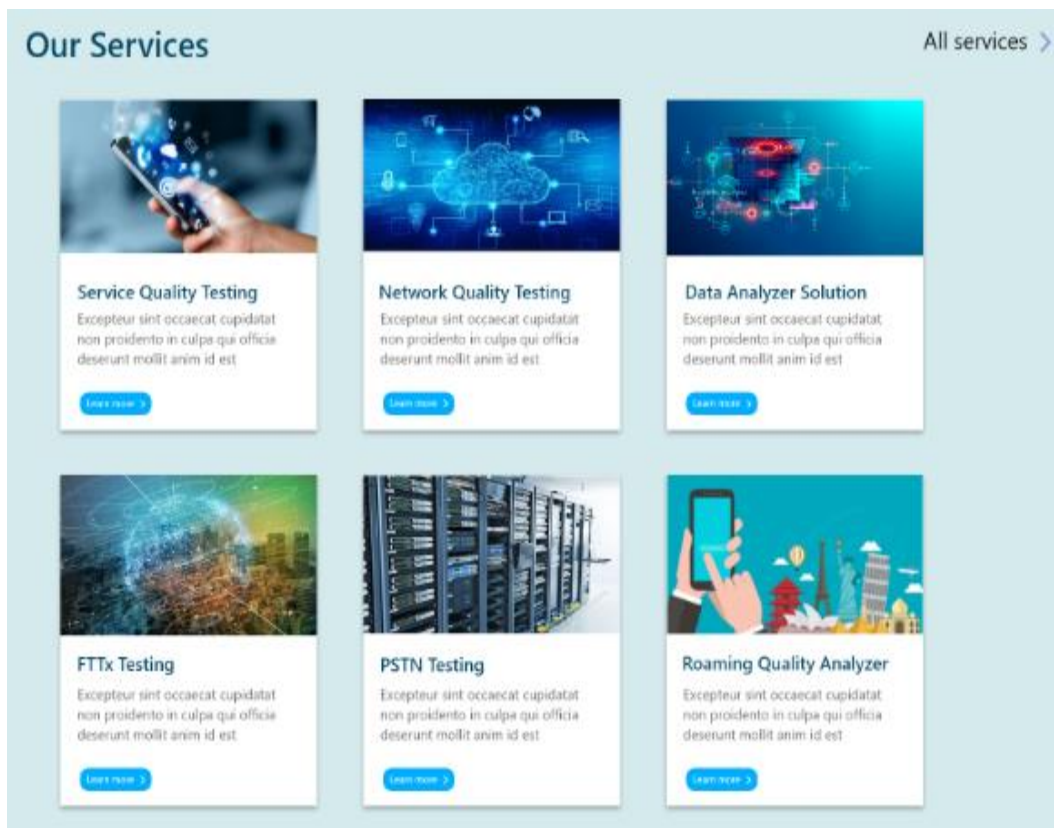 Our Services
All services
Service Quality Testing
Excepteur sint occaecat cupidatat
non proidento in culpa qui officia
deserunt mollit anim id est
Learn more
Network Quality Testing
Excepteur sint occaecat cupidatat
non proidento in culpa qui officia
deserunt mollit anim id est
Learn more
Data Analyzer Solution
Excepteur sint occaecat cupidatat
non proidento in culpa qui officia
deserunt mollit anim id est
Learn more
FTTx Testing
Excepteur sint occaecat cupidatat
non proidento in culpa qui officia
deserunt mollit anim id est
Learn more
PSTN Testing
Excepteur sint occaecat cupidatat
non proidento in culpa qui officia
deserunt mollit anim id est
Learn more
Roaming Quality Analyzer
Excepteur sint occaecat cupidatat
non proidento in culpa qui officia
deserunt mollit anim id est
Learn more